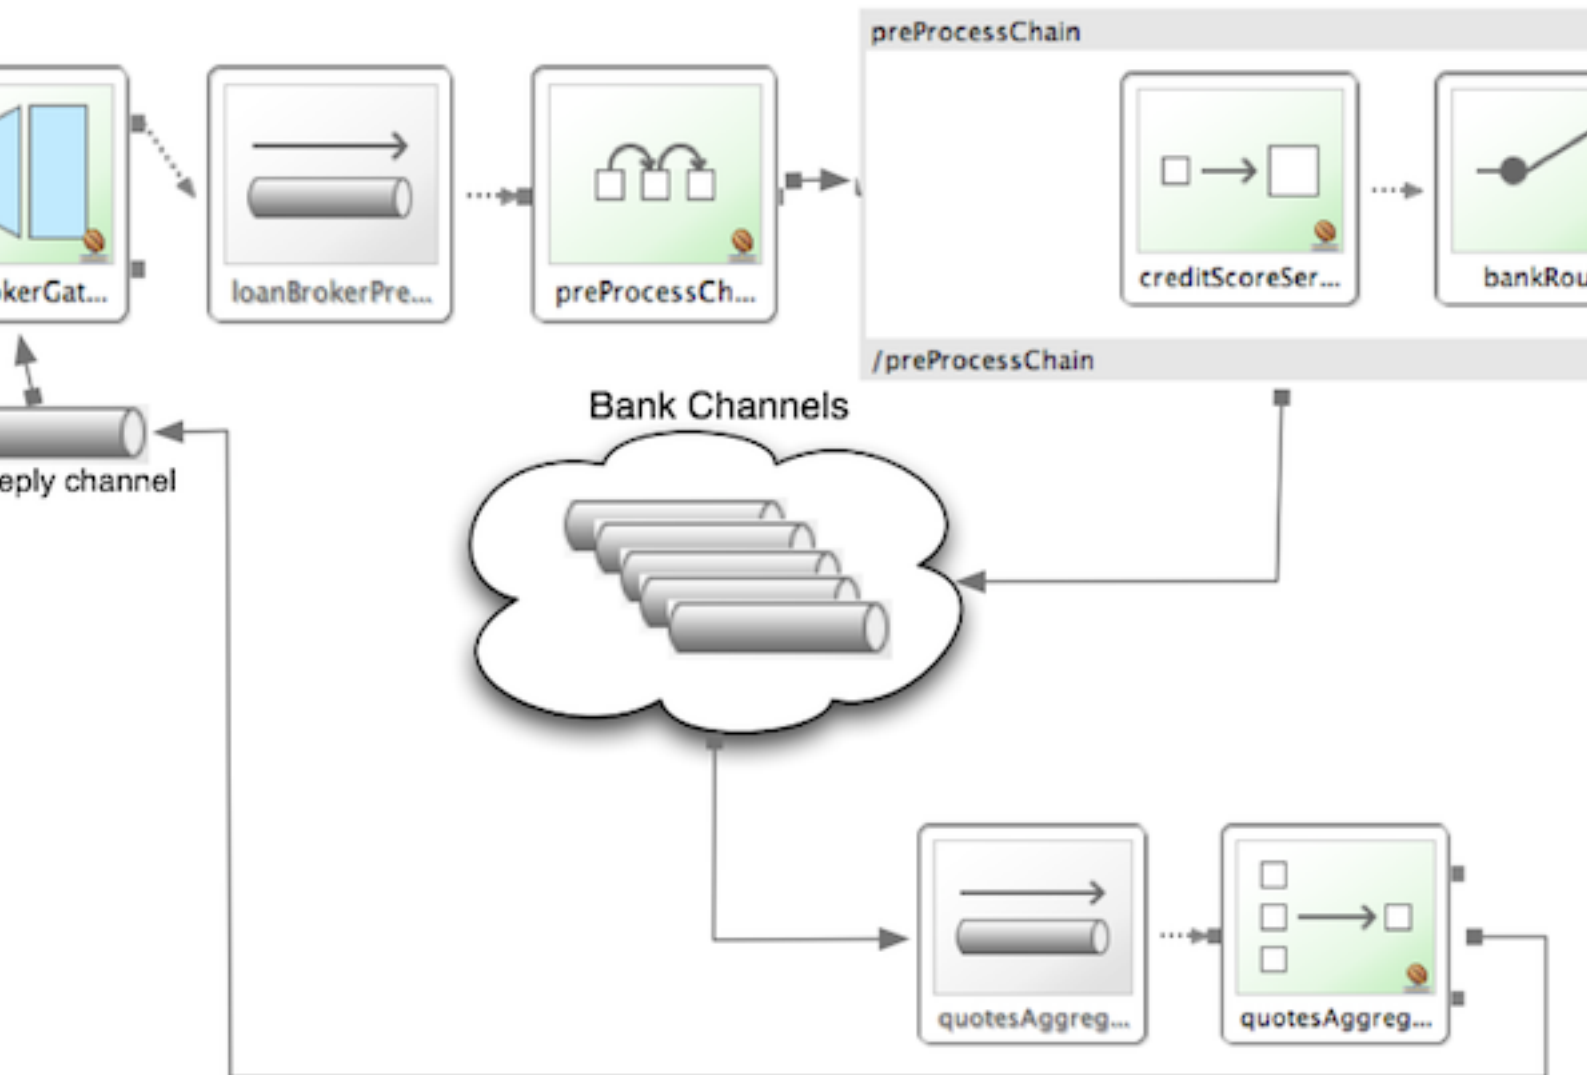 preProcessChain
kerGat...
loanBrokerPre...
preProcessCh...
creditScoreSer...
bankRou
/preProcessChain
Bank Channels
eply channel
quotesAggreg...
quotesAggreg...